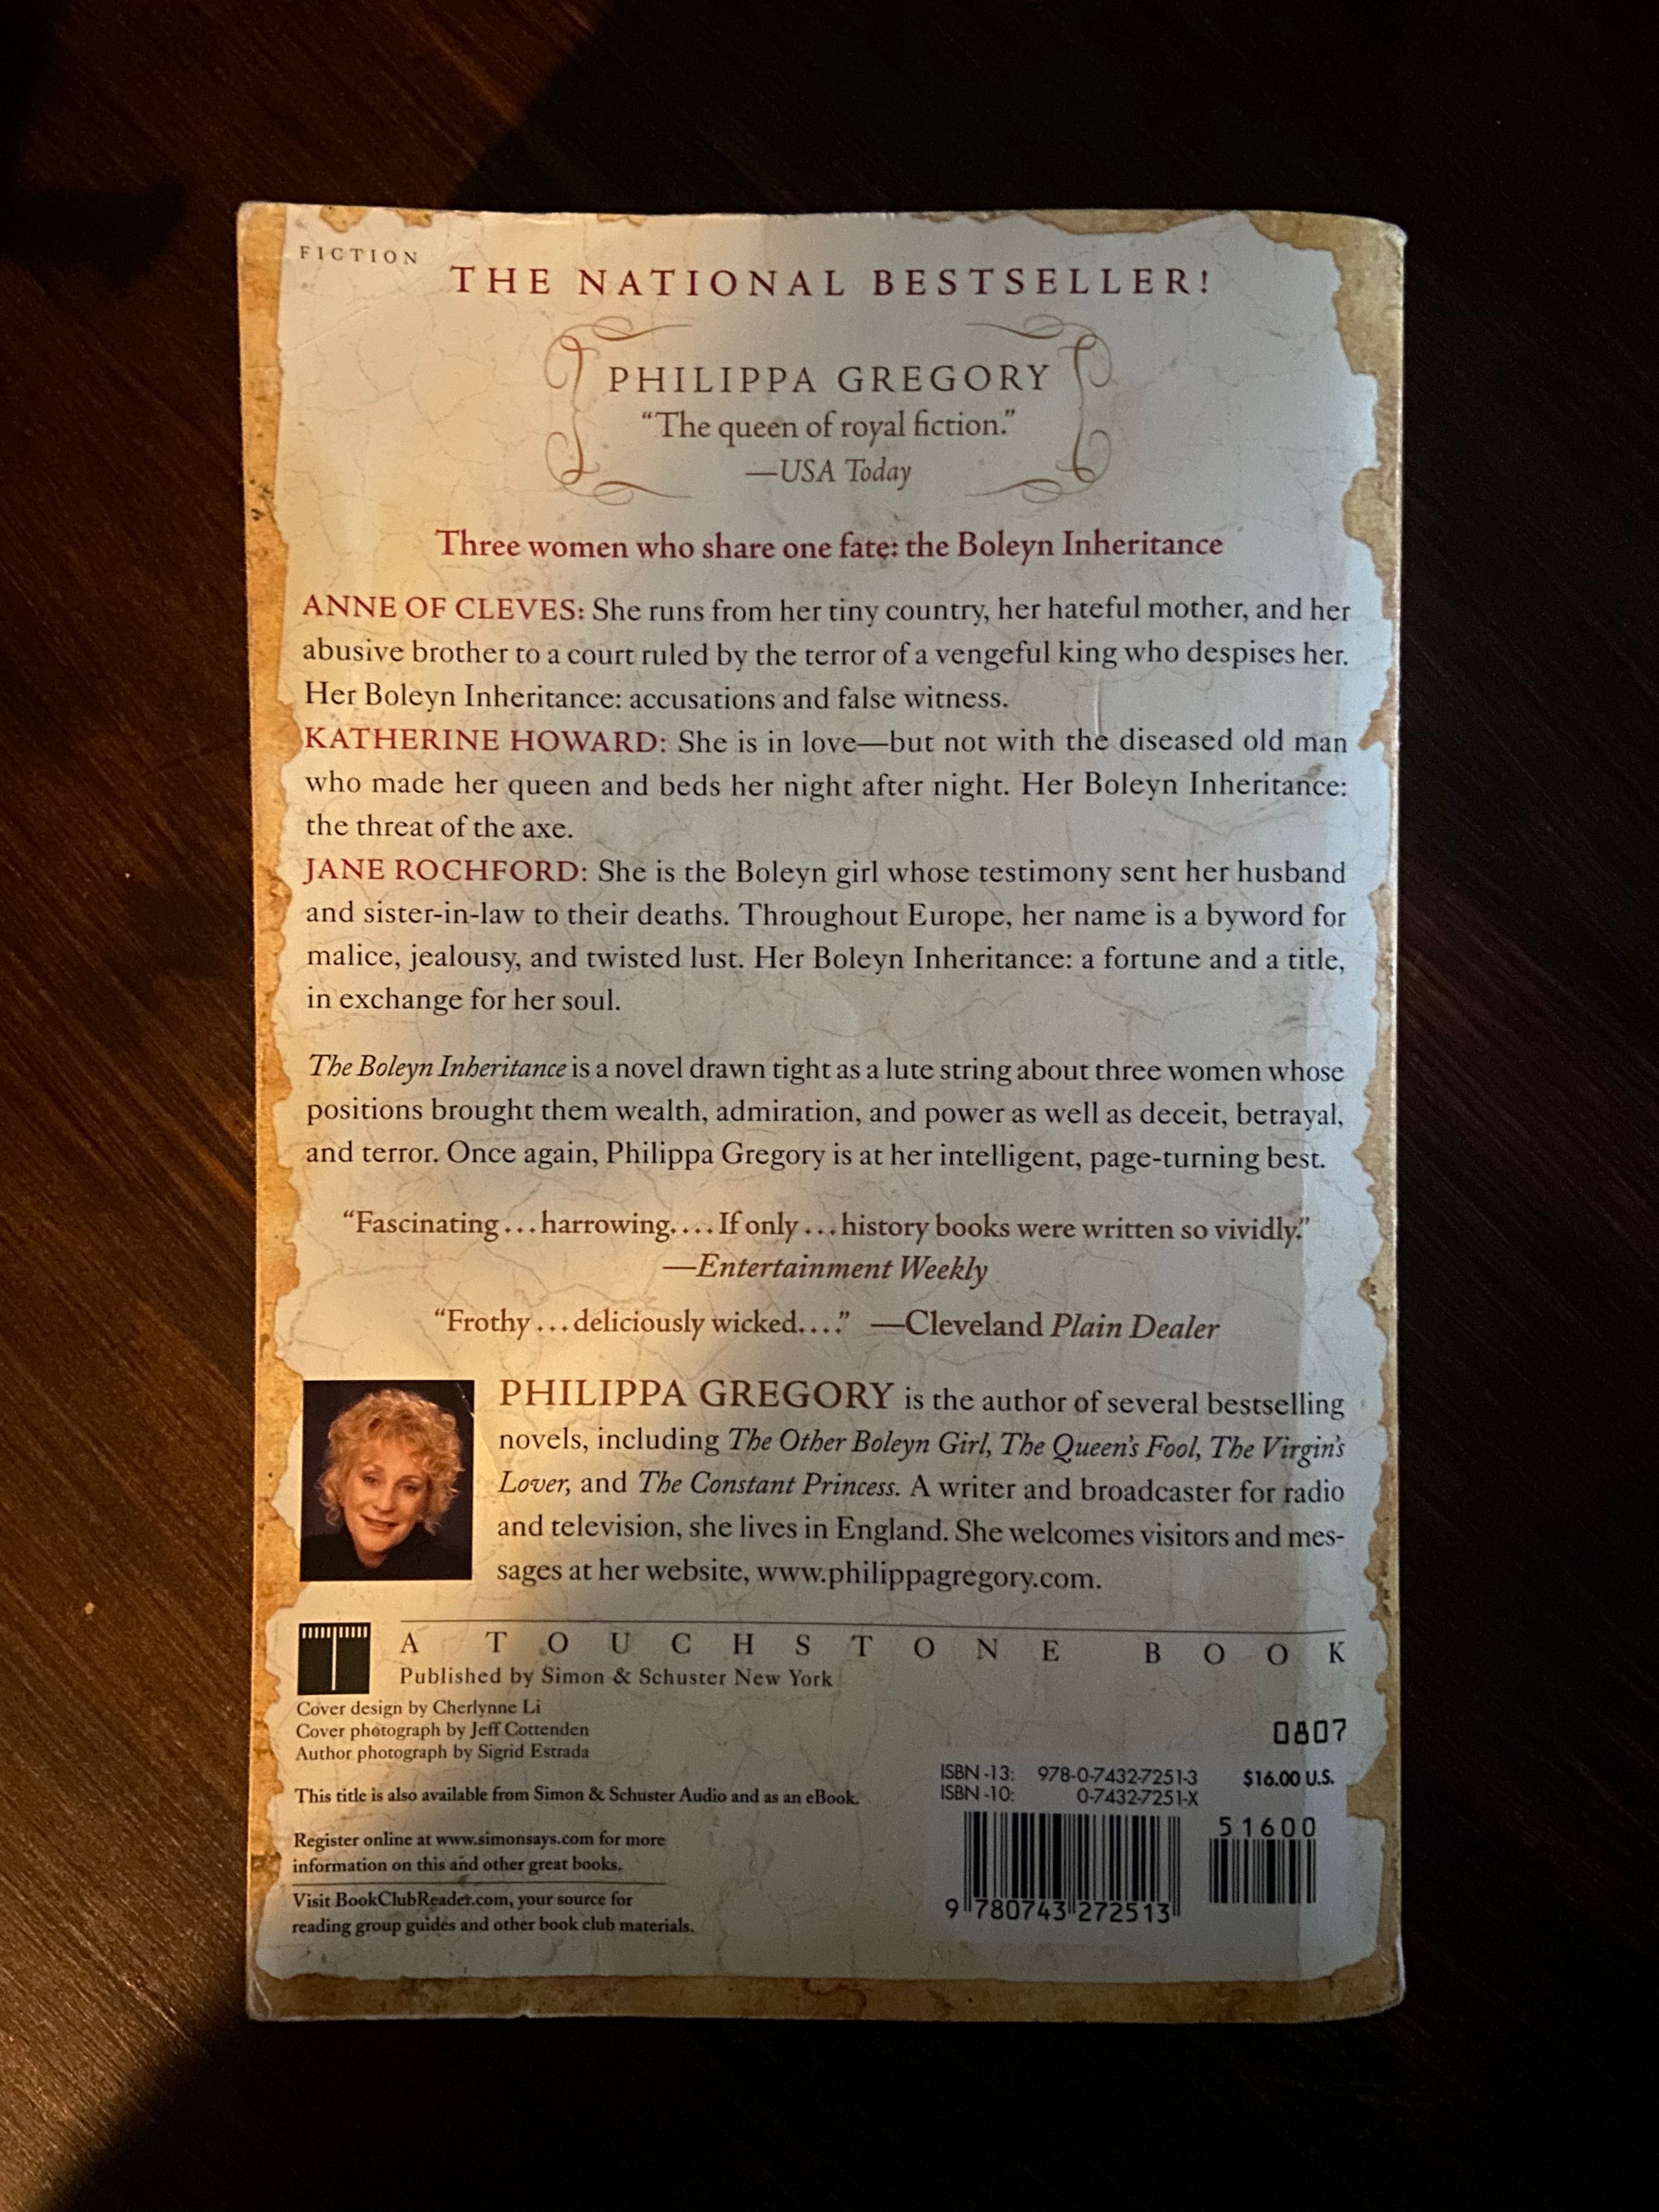 FICTION
THE NATIONAL BESTSELLER!
PHILIPPA GREGORY
“The queen of royal fiction.”
—USA Today
Three women who share one fate: the Boleyn Inheritance
ANNE OF CLEVES: She runs from her tiny country, her hateful mother, and her
abusive brother to a court ruled by the terror of a vengeful king who despises her.
Her Boleyn Inheritance: accusations and false witness.
KATHERINE HOWARD: She is in love—but not with the diseased old man
who made her queen and beds her night after night. Her Boleyn Inheritance:
the threat of the axe.
JANE ROCHFORD: She is the Boleyn girl whose testimony sent her husband
and sister-in-law to their deaths. Throughout Europe, her name is a byword for
malice, jealousy, and twisted lust. Her Boleyn Inheritance: a fortune and a title,
in exchange for her soul.
The Boleyn Inheritance is a novel drawn tight as a lute string about three women whose
positions brought them wealth, admiration, and power as well as deceit, betrayal,
and terror. Once again, Philippa Gregory is at her intelligent, page-turning best.
“Fascinating . . . harrowing. . . . If only . . . history books were written so vividly.”
—Entertainment Weekly
“Frothy . . . deliciously wicked. . . .” —Cleveland Plain Dealer
PHILIPPA GREGORY is the author of several bestselling
novels, including The Other Boleyn Girl, The Queen’s Fool, The Virgin’s
Lover, and The Constant Princess. A writer and broadcaster for radio
and television, she lives in England. She welcomes visitors and mes-
sages at her website, www.philippagregory.com.
T
A TOUCHSTONE BOOK
Published by Simon & Schuster New York
Cover design by Cherlynne Li
Cover photograph by Jeff Cottenden
Author photograph by Sigrid Estrada
0807
This title is also available from Simon & Schuster Audio and as an eBook.
ISBN-13: 978-0-7432-7251-3 $16.00 U.S.
ISBN-10: 0-7432-7251-X
51600
Register online at www.simonsays.com for more
information on this and other great books.
Visit BookClubReader.com, your source for
reading group guides and other book club materials.
9 780743 272513